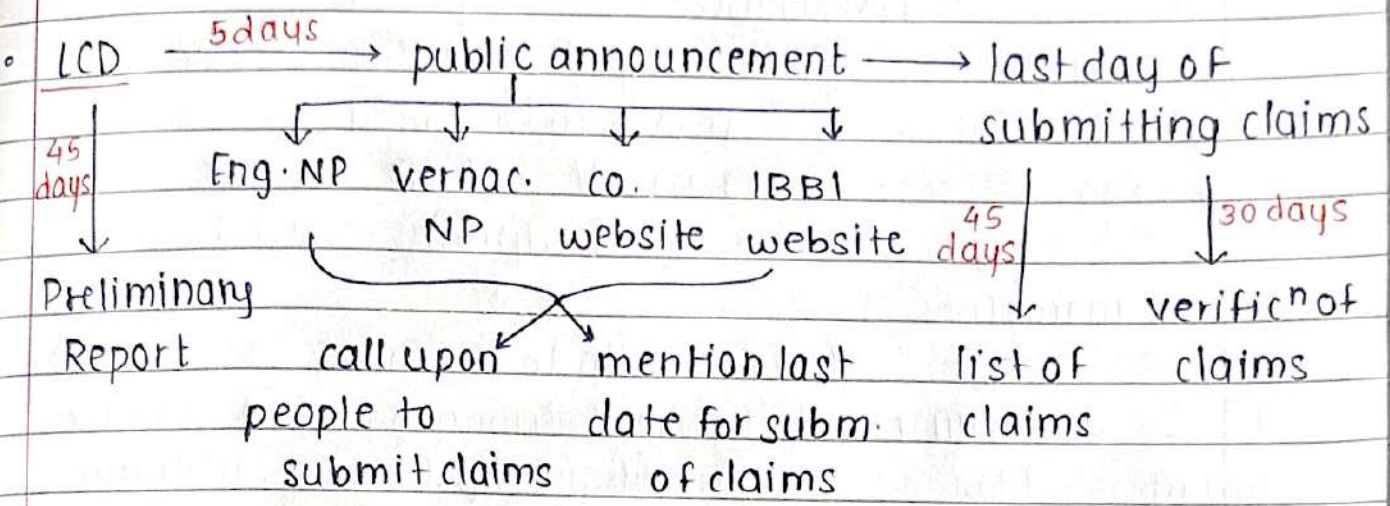 5days
• LCD → public announcement → last day of
submitting claims
45
days
Eng. NP vernac. co. IBBI
NP website website
45
days
30 days
Preliminary
Report
verificⁿ of
claims
call upon mention last list of
people to date for subm. claims
submit claims of claims